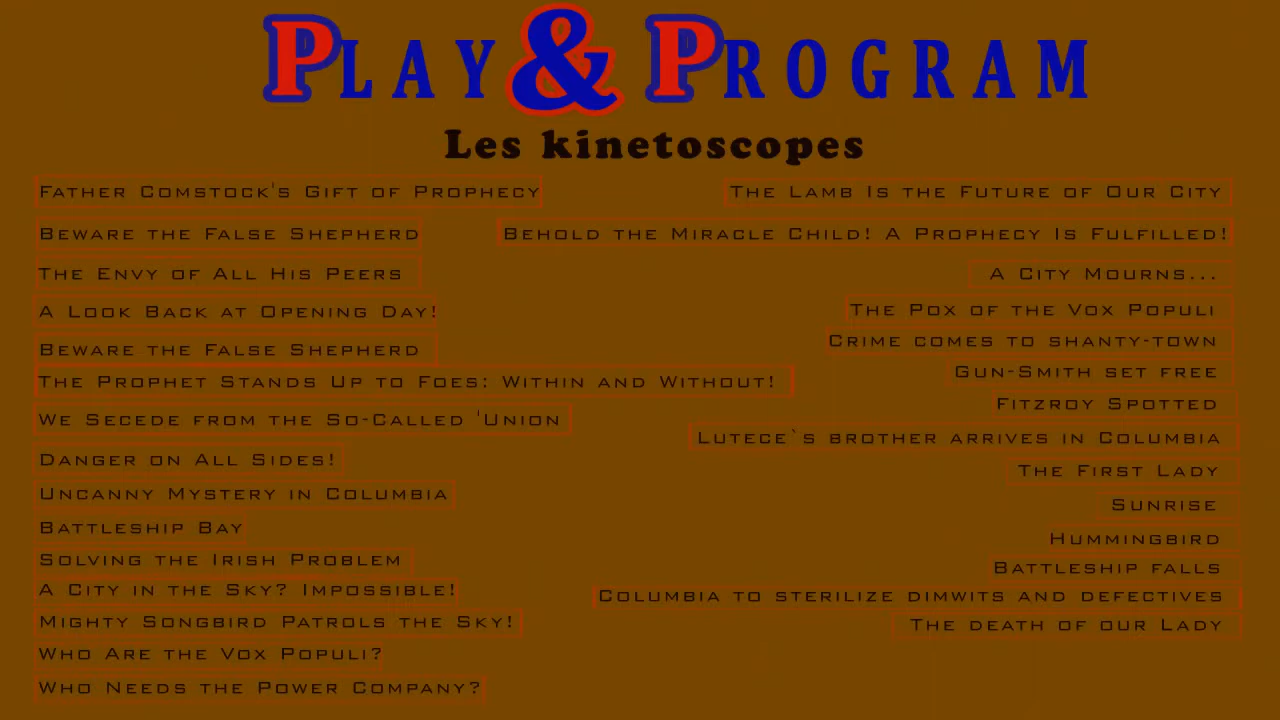 PLAY & PROGRAM
Les kinetoscopes
Father Comstock's Gift of Prophecy
Beware the False Shepherd
The Envy of All His Peers
A Look Back at Opening Day!
Beware the False Shepherd
The Prophet Stands Up to Foes: Within and Without!
We Secede from the So-Called 'Union
Danger on All Sides!
Uncanny Mystery in Columbia
Battleship Bay
Solving the Irish Problem
A City in the Sky? Impossible!
Mighty Songbird Patrols the Sky!
Who Are the Vox Populi?
Who Needs the Power Company?
The Lamb Is the Future of Our City
Behold the Miracle Child! A Prophecy Is Fulfilled!
A City Mourns...
The Pox of the Vox Populi
Crime comes to shanty-town
Gun-Smith set free
Fitzroy Spotted
Lutece`s brother arrives in Columbia
The First Lady
Sunrise
Hummingbird
Battleship falls
Columbia to sterilize dimwits and defectives
The death of our Lady